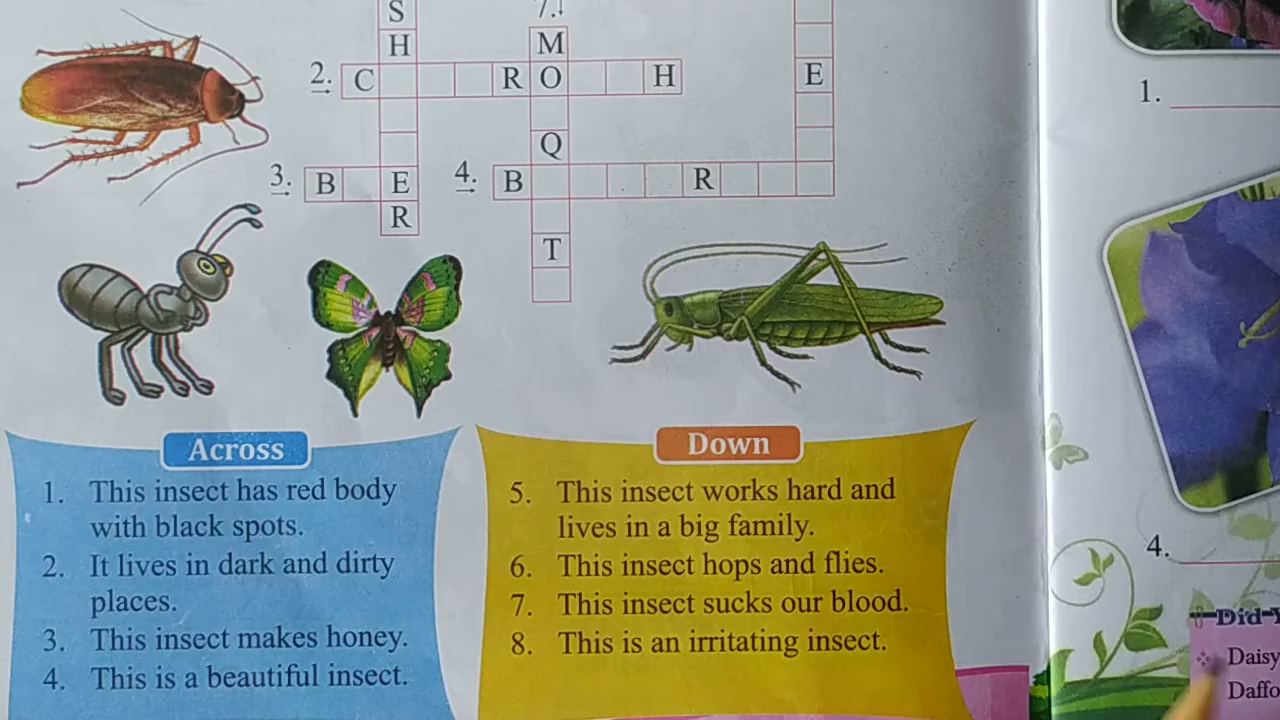 S
7.↓
H
M
2. C R O H
E
1.
Q
3. B E
4. B R
R
T
Across
1. This insect has red body
with black spots.
2. It lives in dark and dirty
places.
3. This insect makes honey.
4. This is a beautiful insect.
Down
5. This insect works hard and
lives in a big family.
6. This insect hops and flies.
7. This insect sucks our blood.
8. This is an irritating insect.
4.
Did
Daisy
Daffo